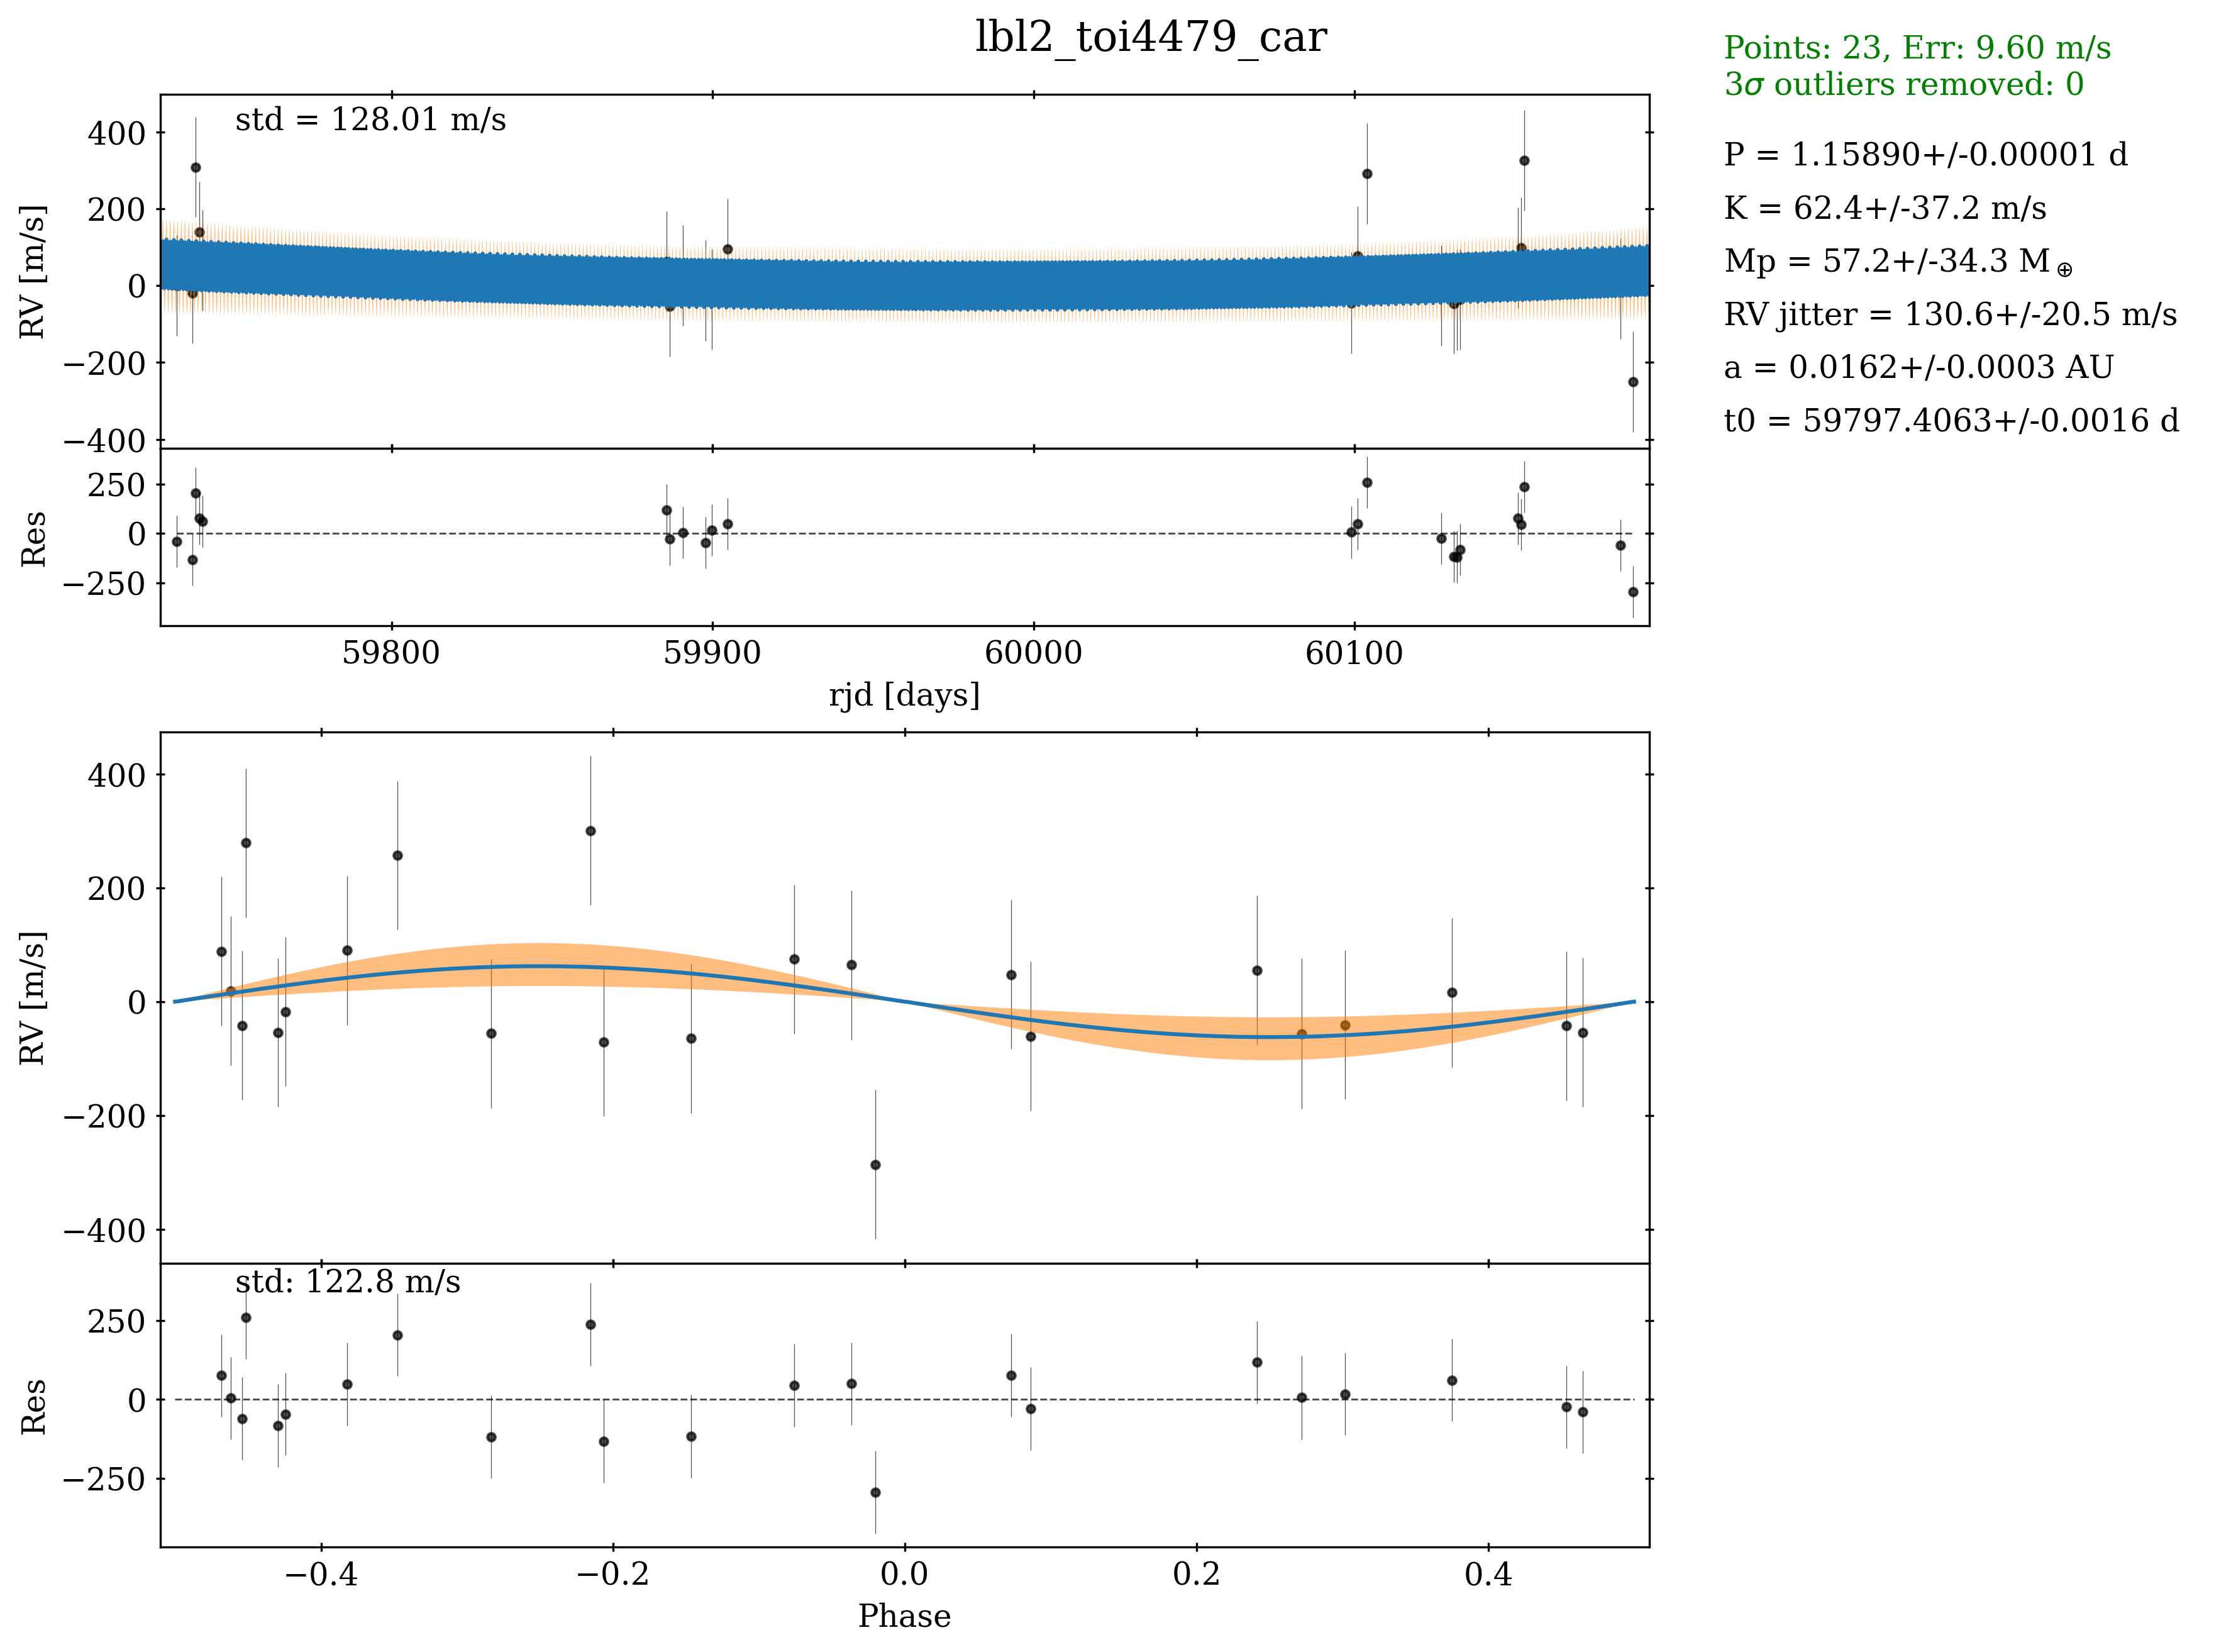 lbl2_toi4479_car
Points: 23, Err: 9.60 m/s
3σ outliers removed: 0
P = 1.15890+/-0.00001 d
K = 62.4+/-37.2 m/s
Mp = 57.2+/-34.3 M⊕
RV jitter = 130.6+/-20.5 m/s
a = 0.0162+/-0.0003 AU
t0 = 59797.4063+/-0.0016 d
std = 128.01 m/s
RV [m/s]
400
200
0
−200
−400
Res
250
0
−250
59800 59900 60000 60100
rjd [days]
RV [m/s]
400
200
0
−200
−400
std: 122.8 m/s
Res
250
0
−250
−0.4 −0.2 0.0 0.2 0.4
Phase